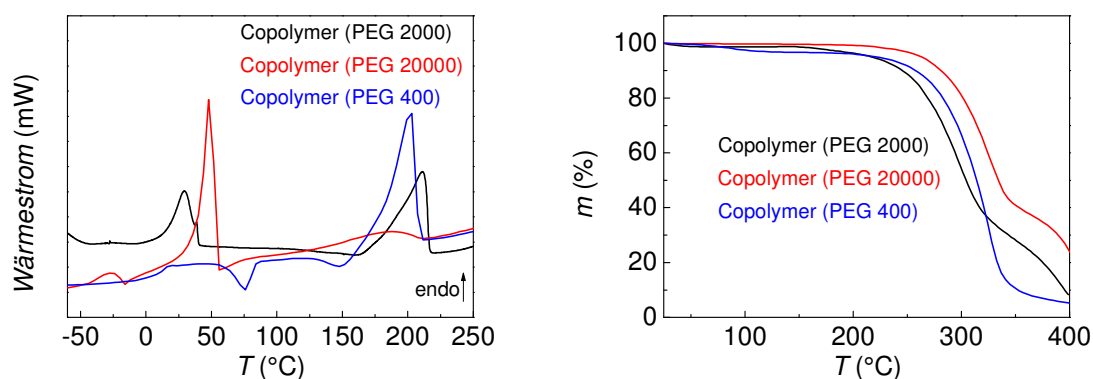 Copolymer (PEG 2000)
Copolymer (PEG 20000)
Copolymer (PEG 400)
Wärmestrom (mW)
endo
-50 0 50 100 150 200 250
T (°C)
100
80
60
40
20
0
m (%)
Copolymer (PEG 2000)
Copolymer (PEG 20000)
Copolymer (PEG 400)
100 200 300 400
T (°C)